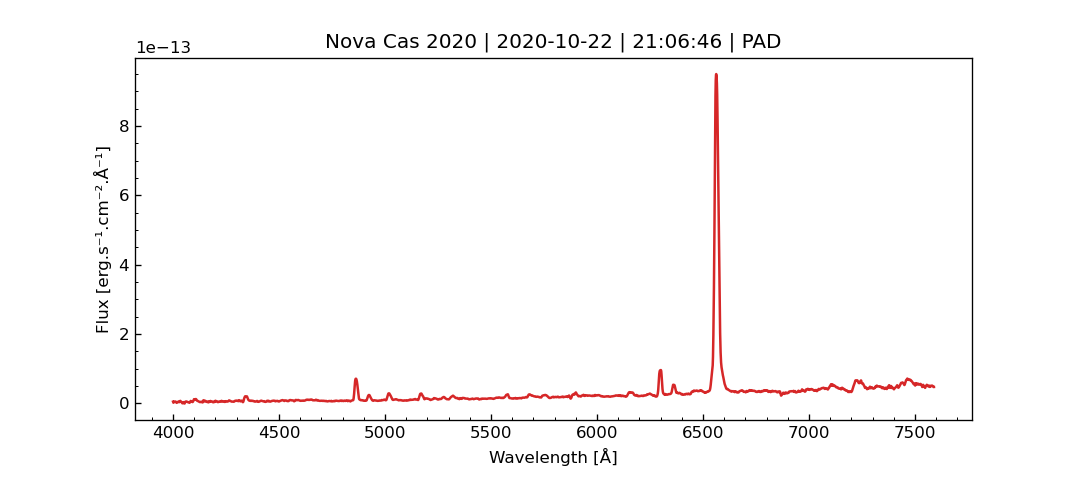 Nova Cas 2020 | 2020-10-22 | 21:06:46 | PAD
1e−13
8
6
4
2
0
Flux [erg.s⁻¹.cm⁻².Å⁻¹]
4000 4500 5000 5500 6000 6500 7000 7500
Wavelength [Å]